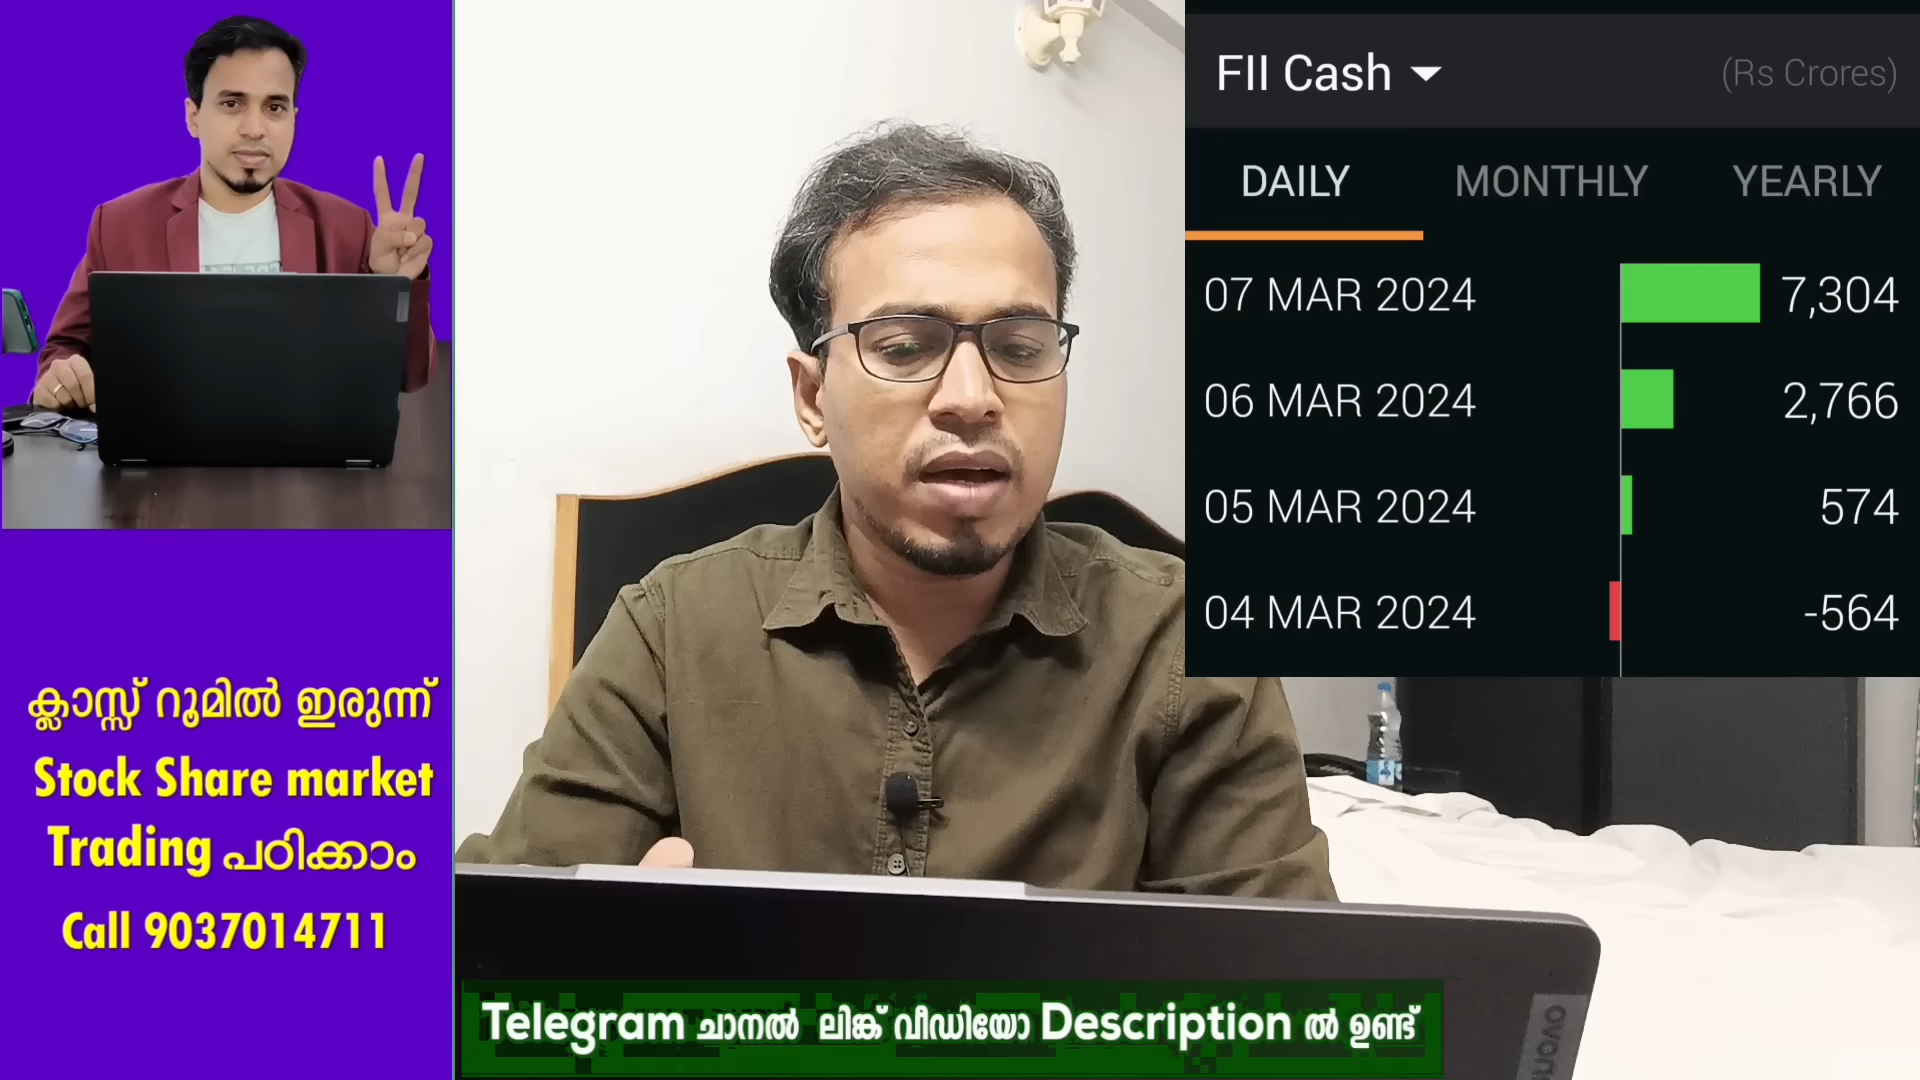 ക്ലാസ്സ് റൂമിൽ ഇരുന്ന്
Stock Share market
Trading പഠിക്കാം
Call 9037014711
FII Cash
(Rs Crores)
DAILY MONTHLY YEARLY
07 MAR 2024 7,304
06 MAR 2024 2,766
05 MAR 2024 574
04 MAR 2024 -564
Telegram ചാനൽ ലിങ്ക് വീഡിയോ Description ൽ ഉണ്ട്